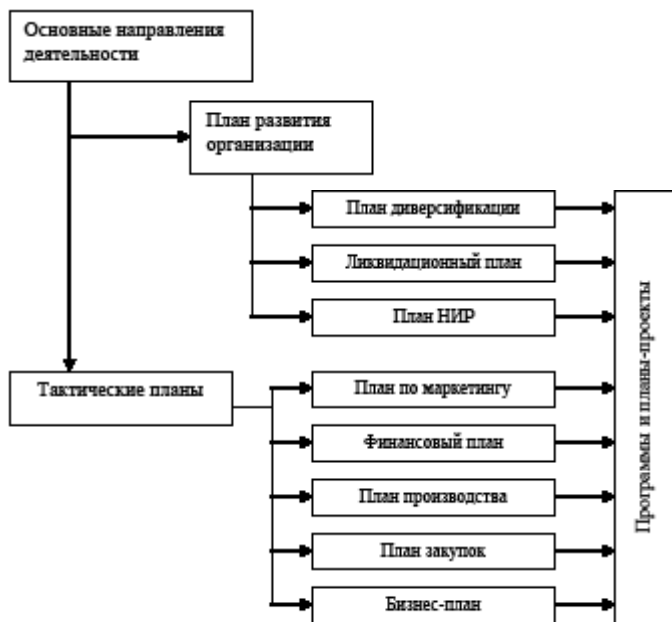 Основные направления
деятельности
План развития
организации
План диверсификации
Ликвидационный план
План НИР
Тактические планы
План по маркетингу
Финансовый план
План производства
План закупок
Бизнес-план
Программы и планы-проекты